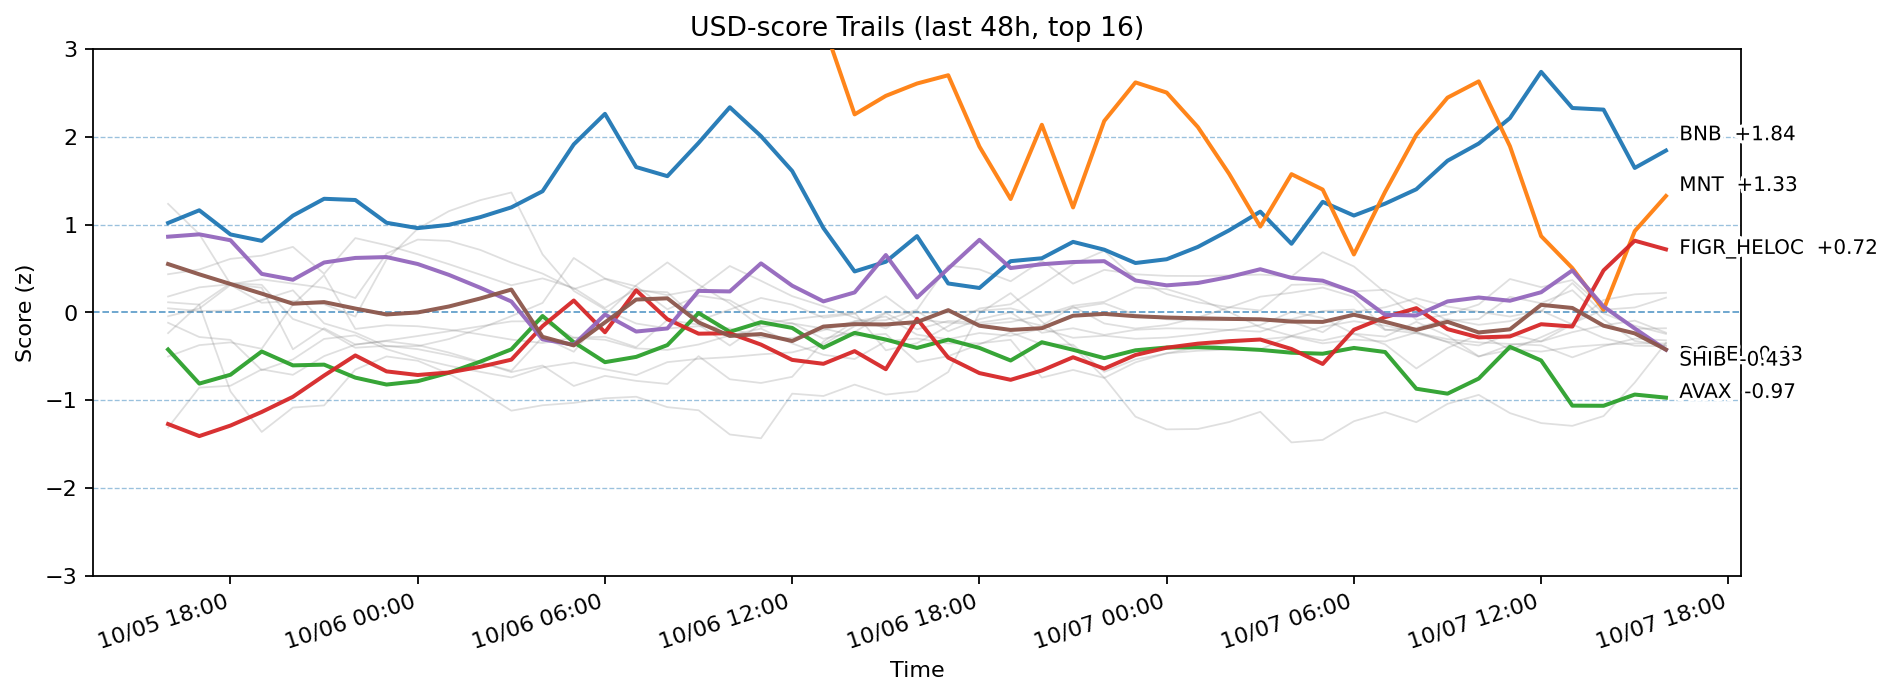 USD-score Trails (last 48h, top 16)
Score (z)
3
2
1
0
−1
−2
−3
BNB +1.84
MNT +1.33
FIGR_HELOC +0.72
SHIB -0.43
AVAX -0.97
10/05 18:00
10/06 00:00
10/06 06:00
10/06 12:00
10/06 18:00
10/07 00:00
10/07 06:00
10/07 12:00
10/07 18:00
Time